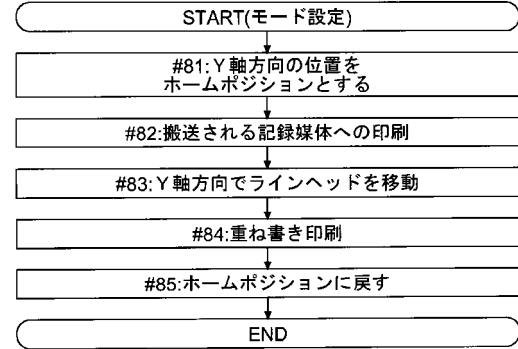 START(モード設定)
#81:Y軸方向の位置を
ホームポジションとする
#82:搬送される記録媒体への印刷
#83:Y軸方向でラインヘッドを移動
#84:重ね書き印刷
#85:ホームポジションに戻す
END